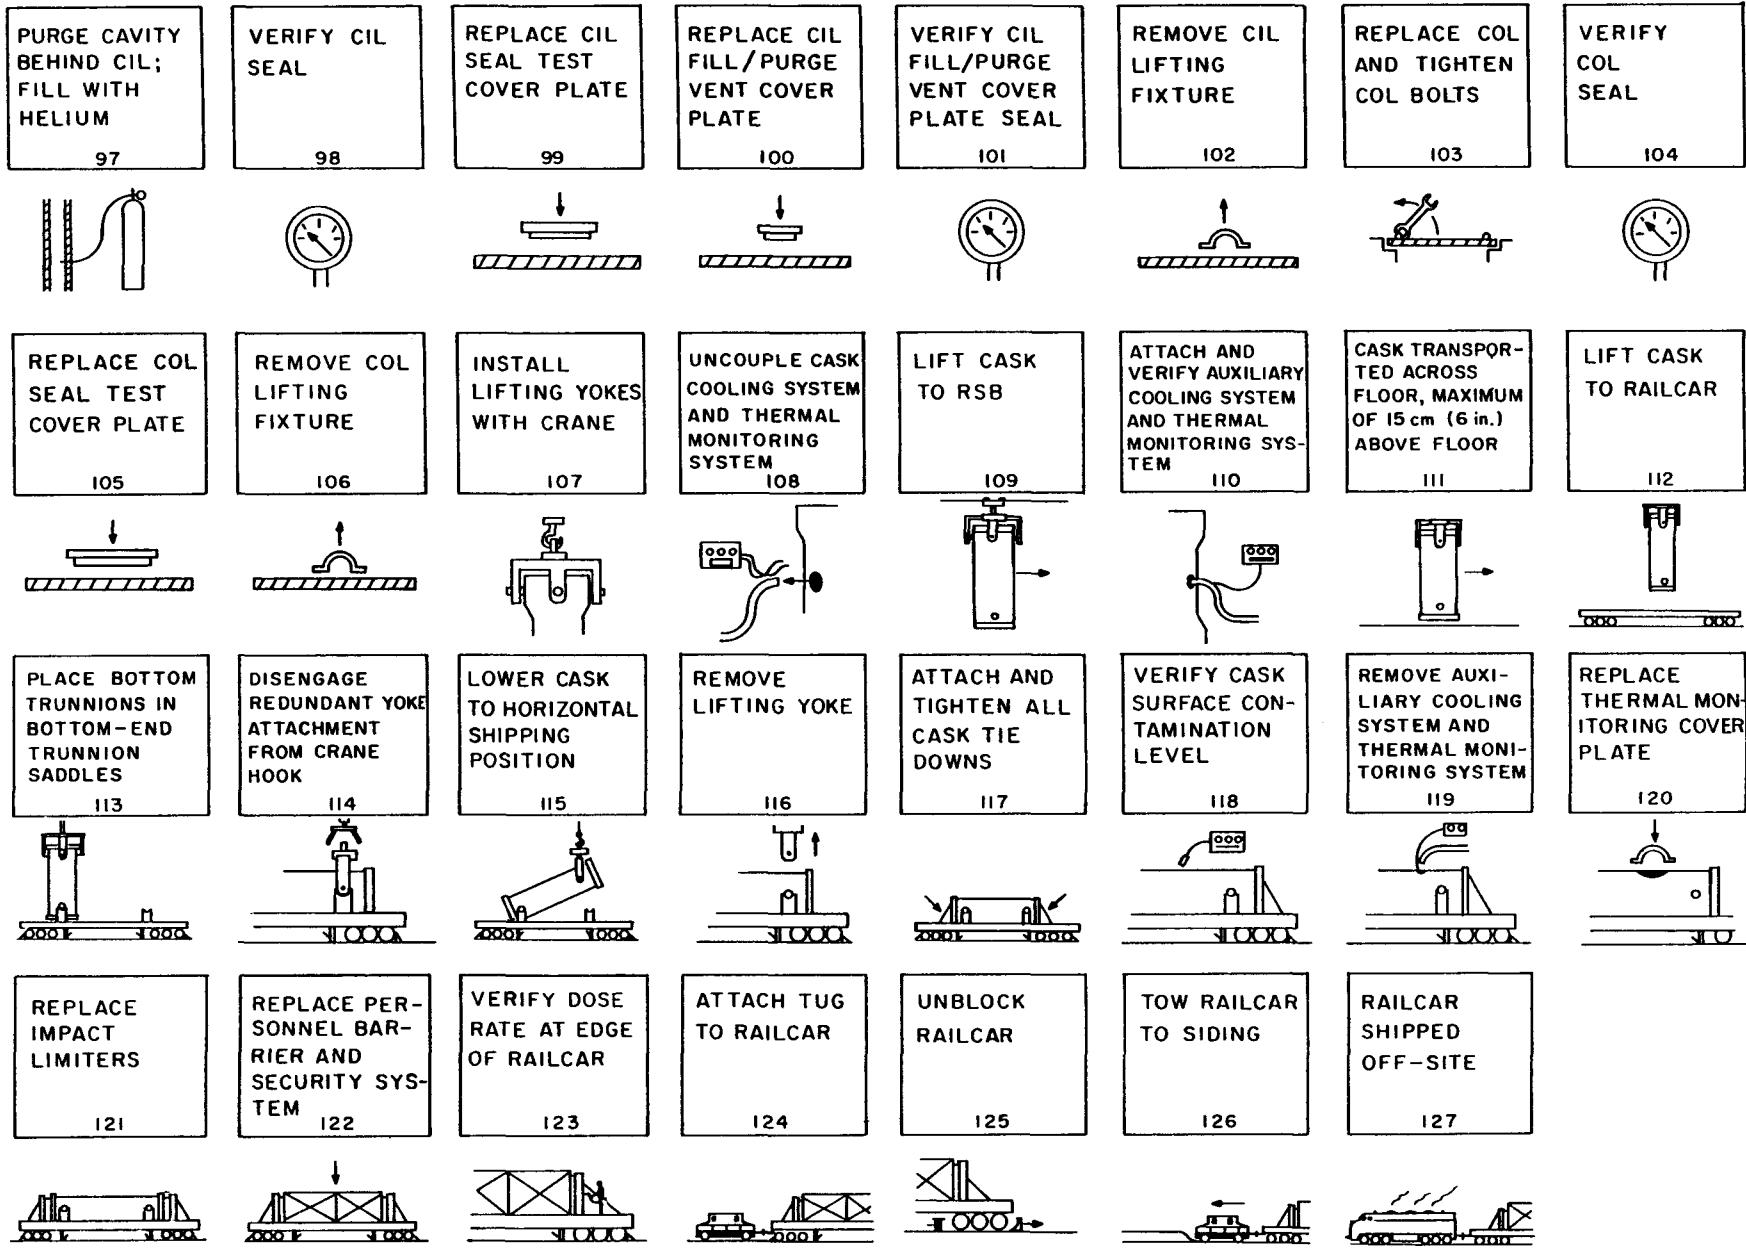 PURGE CAVITY
BEHIND CIL;
FILL WITH
HELIUM
97
VERIFY CIL
SEAL
98
REPLACE CIL
SEAL TEST
COVER PLATE
99
REPLACE CIL
FILL/PURGE
VENT COVER
PLATE
100
VERIFY CIL
FILL/PURGE
VENT COVER
PLATE SEAL
101
REMOVE CIL
LIFTING
FIXTURE
102
REPLACE COL
AND TIGHTEN
COL BOLTS
103
VERIFY
COL
SEAL
104
REPLACE COL
SEAL TEST
COVER PLATE
105
REMOVE COL
LIFTING
FIXTURE
106
INSTALL
LIFTING YOKES
WITH CRANE
107
UNCOUPLE CASK
COOLING SYSTEM
AND THERMAL
MONITORING
SYSTEM
108
LIFT CASK
TO RSB
109
ATTACH AND
VERIFY AUXILIARY
COOLING SYSTEM
AND THERMAL
MONITORING SYS-
TEM
110
CASK TRANSPOR-
TED ACROSS
FLOOR, MAXIMUM
OF 15 cm (6 in.)
ABOVE FLOOR
111
LIFT CASK
TO RAILCAR
112
PLACE BOTTOM
TRUNNIONS IN
BOTTOM-END
TRUNNION
SADDLES
113
DISENGAGE
REDUNDANT YOKE
ATTACHMENT
FROM CRANE
HOOK
114
LOWER CASK
TO HORIZONTAL
SHIPPING
POSITION
115
REMOVE
LIFTING YOKE
116
ATTACH AND
TIGHTEN ALL
CASK TIE
DOWNS
117
VERIFY CASK
SURFACE CON-
TAMINATION
LEVEL
118
REMOVE AUXI-
LIARY COOLING
SYSTEM AND
THERMAL MONI-
TORING SYSTEM
119
REPLACE
THERMAL MON-
ITORING COVER
PLATE
120
REPLACE
IMPACT
LIMITERS
121
REPLACE PER-
SONNEL BAR-
RIER AND
SECURITY SYS-
TEM
122
VERIFY DOSE
RATE AT EDGE
OF RAILCAR
123
ATTACH TUG
TO RAILCAR
124
UNBLOCK
RAILCAR
125
TOW RAILCAR
TO SIDING
126
RAILCAR
SHIPPED
OFF-SITE
127